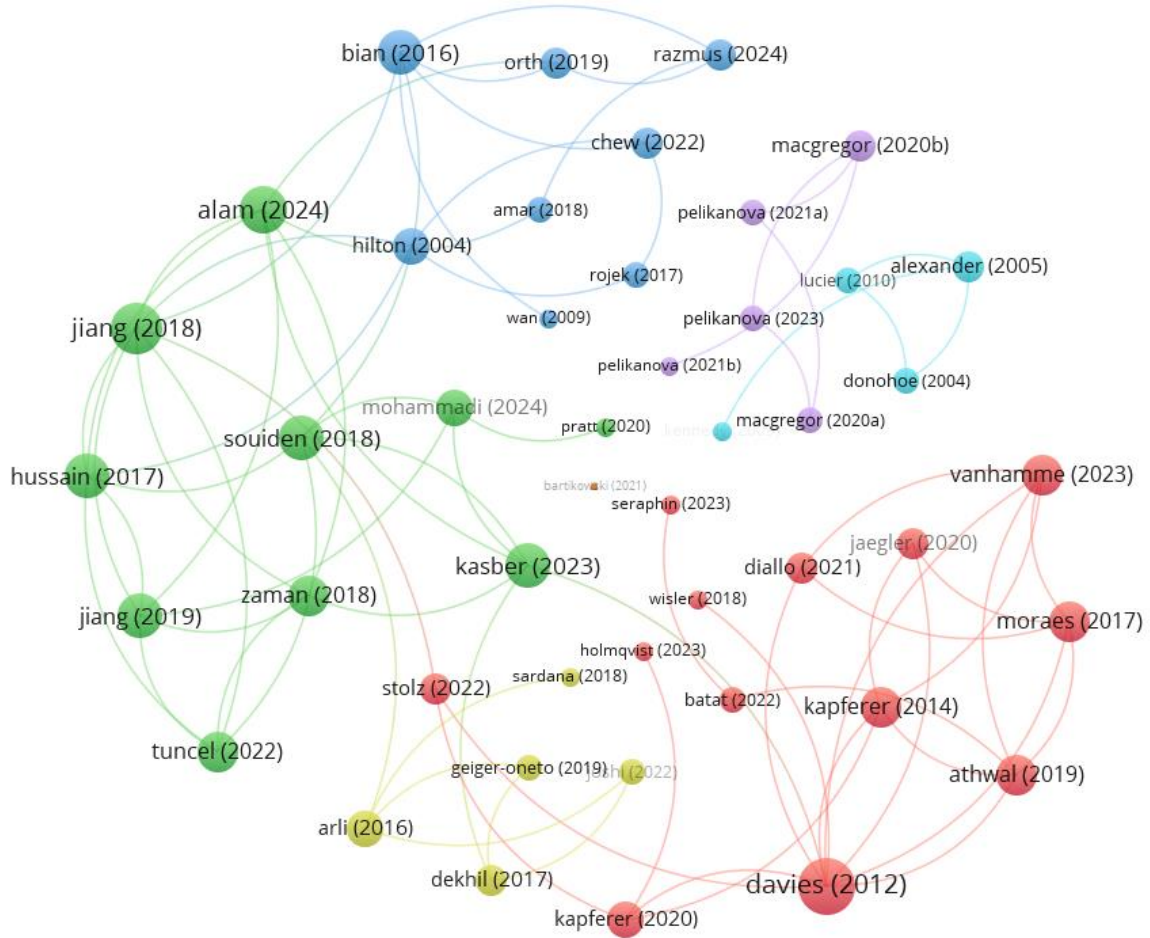 bian (2016)
orth (2019)
razmus (2024)
chew (2022)
macgregor (2020b)
alam (2024)
amar (2018)
pelikanova (2021a)
hilton (2004)
alexander (2005)
rojek (2017)
lucier (2010)
jiang (2018)
wan (2009)
pelikanova (2023)
pelikanova (2021b)
donohoe (2004)
mohammadi (2024)
macgregor (2020a)
pratt (2020)
souiden (2018)
hussain (2017)
vanhamme (2023)
bartikowski (2021)
seraphin (2023)
jaegler (2020)
kasber (2023)
diallo (2021)
zaman (2018)
wisler (2018)
jiang (2019)
moraes (2017)
holmqvist (2023)
sardana (2018)
stolz (2022)
batat (2022)
kapferer (2014)
tuncel (2022)
geiger-oneto (2019)
joshi (2022)
athwal (2019)
arli (2016)
dekhil (2017)
davies (2012)
kapferer (2020)